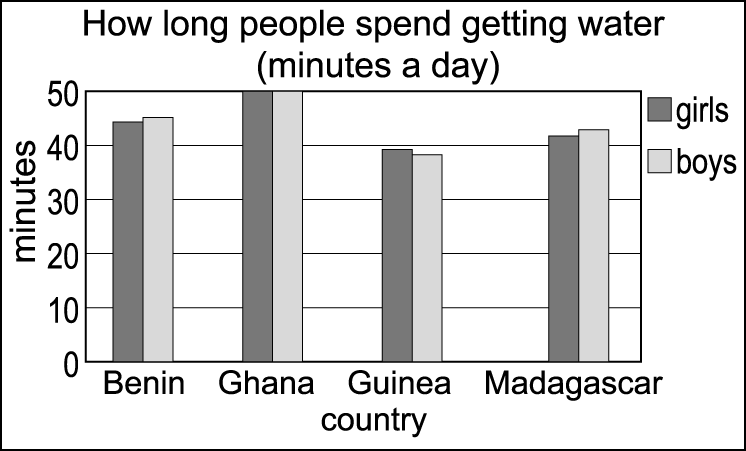 How long people spend getting water
(minutes a day)
minutes
50
40
30
20
10
0
Benin Ghana Guinea Madagascar
country
girls
boys